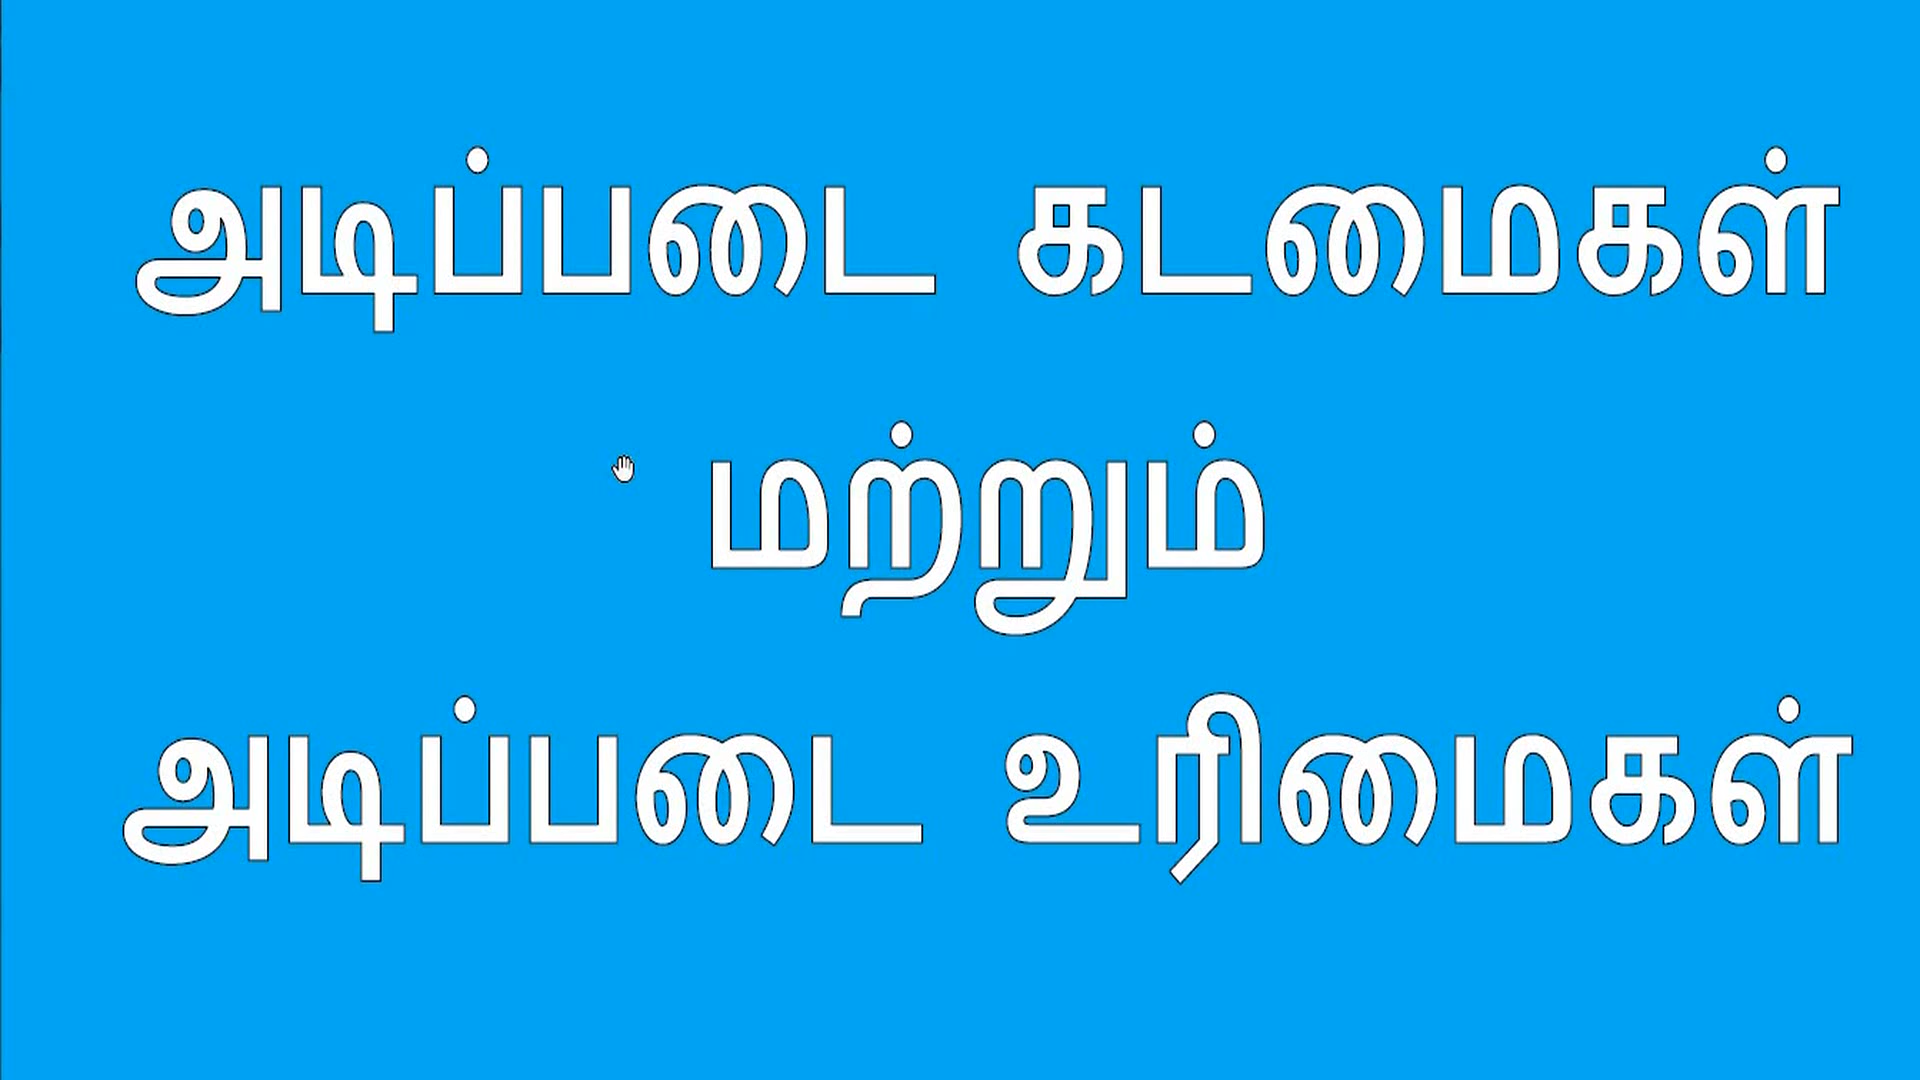 அடிப்படை கடமைகள்
மற்றும்
அடிப்படை உரிமைகள்